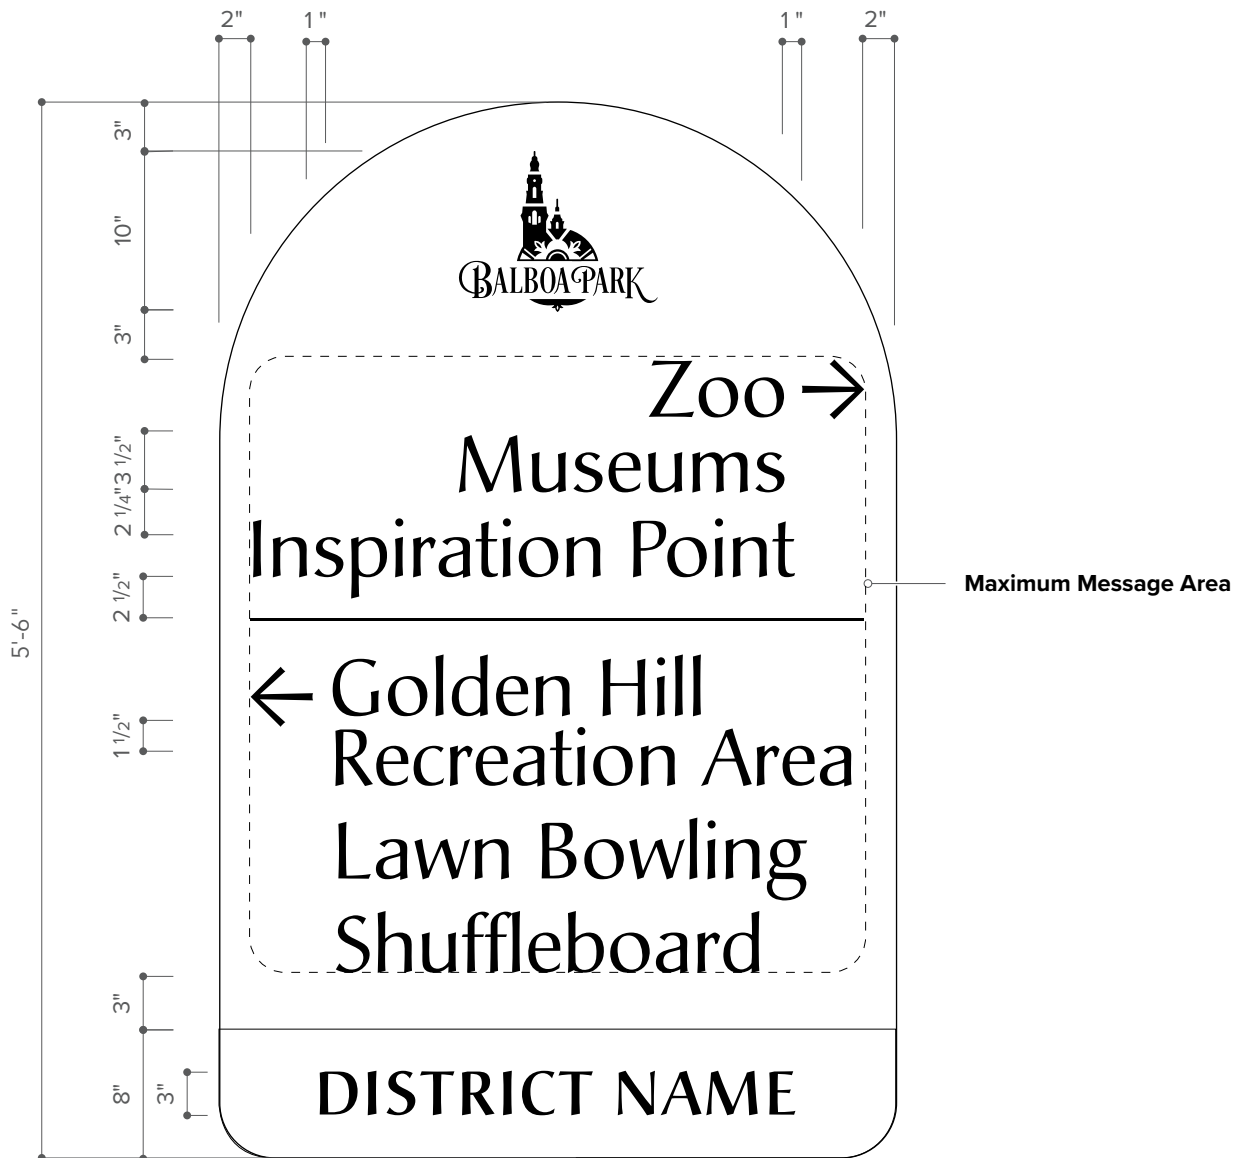 2" 1" 1" 2"
3"
10"
BALBOA PARK
3"
Zoo →
3 1/2"
Museums
2 1/4"
Inspiration Point
2 1/2"
Maximum Message Area
5'-6"
← Golden Hill
1 1/2"
Recreation Area
Lawn Bowling
Shuffleboard
3"
8"
3"
DISTRICT NAME